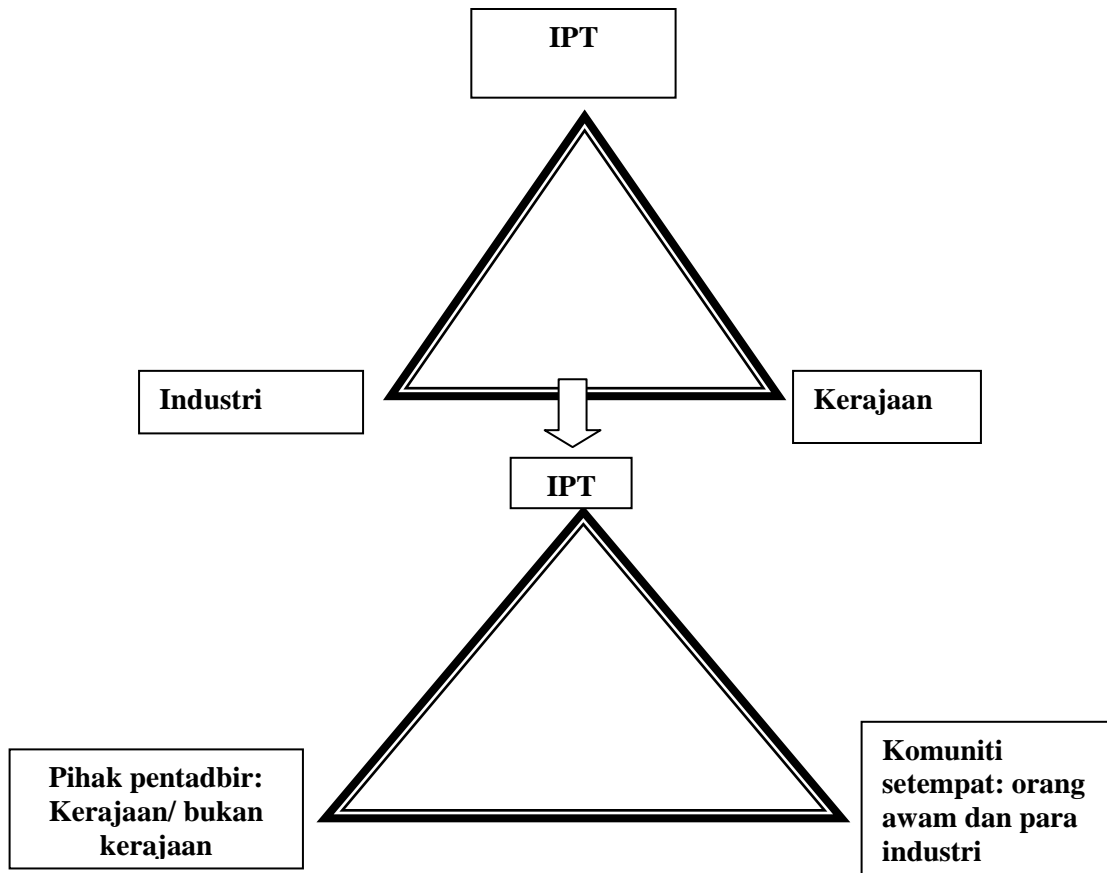 IPT
Industri
Kerajaan
IPT
Pihak pentadbir:
Kerajaan/ bukan
kerajaan
Komuniti
setempat: orang
awam dan para
industri